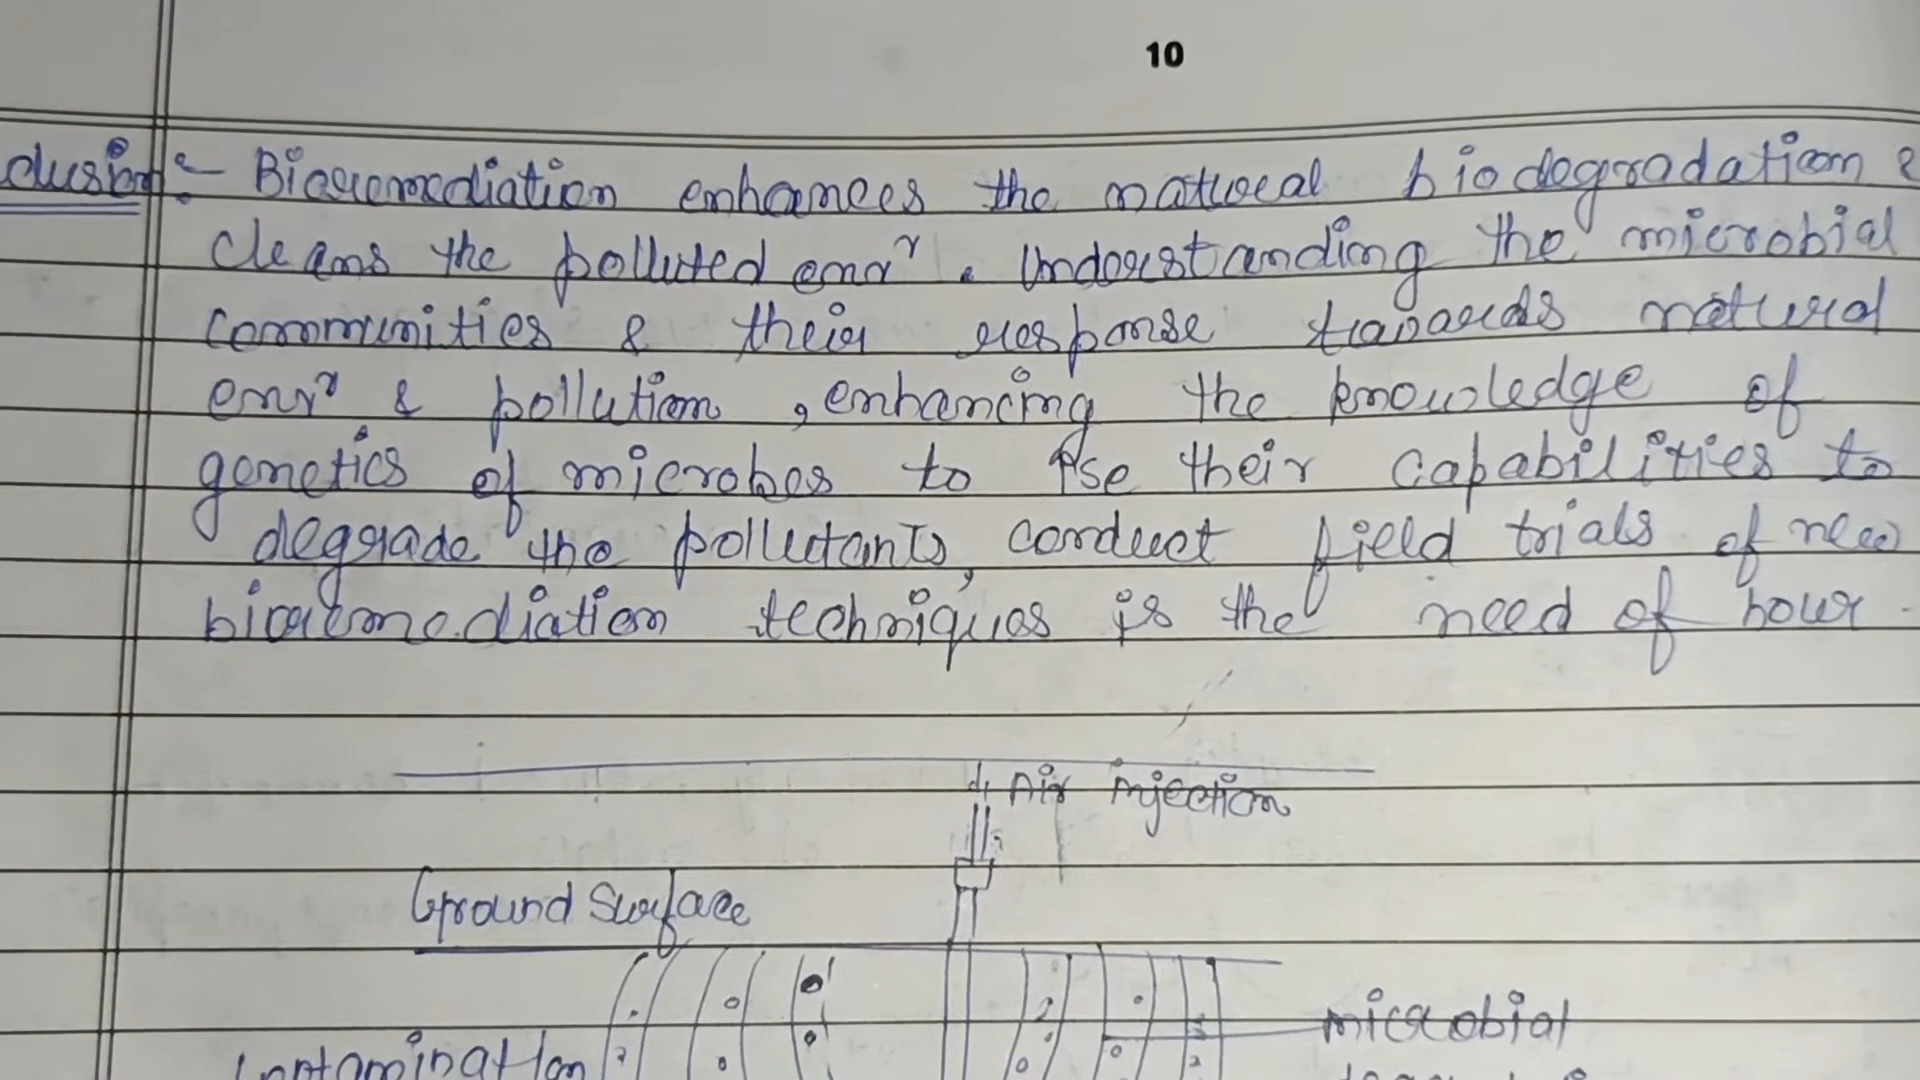 10
clusion :- Bioremediation enhances the natural biodegradation &
cleans the polluted envr. Understanding the microbial
communities & their response towards natural
envr & pollution, enhancing the knowledge of
genetics of microbes to use their capabilities to
degrade the pollutants, conduct field trials of new
bioremediation techniques is the need of hour.
Air injection
Ground Surface
microbial
Contamination